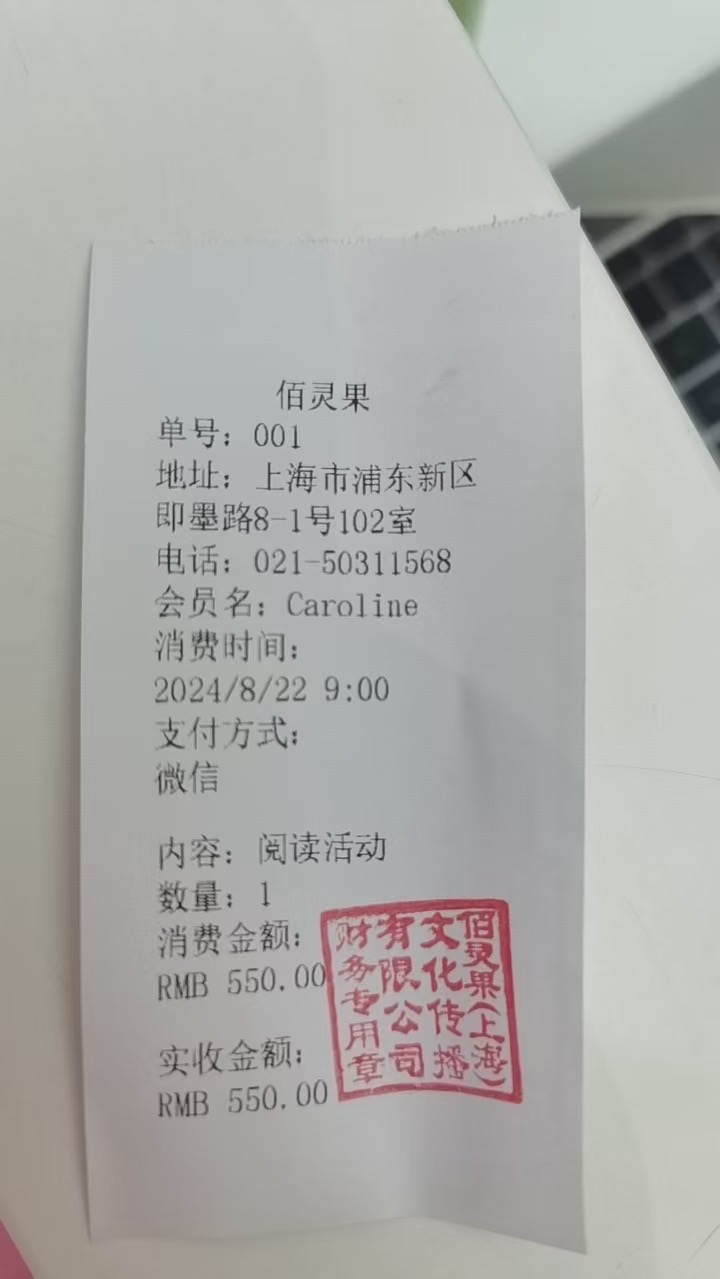 佰灵果
单号：001
地址：上海市浦东新区
即墨路8-1号102室
电话：021-50311568
会员名：Caroline
消费时间：
2024/8/22 9:00
支付方式：
微信
内容：阅读活动
数量：1
消费金额：
RMB 550.00
实收金额：
RMB 550.00
佰灵果(上海)
文化传播
有限公司
财务专用章